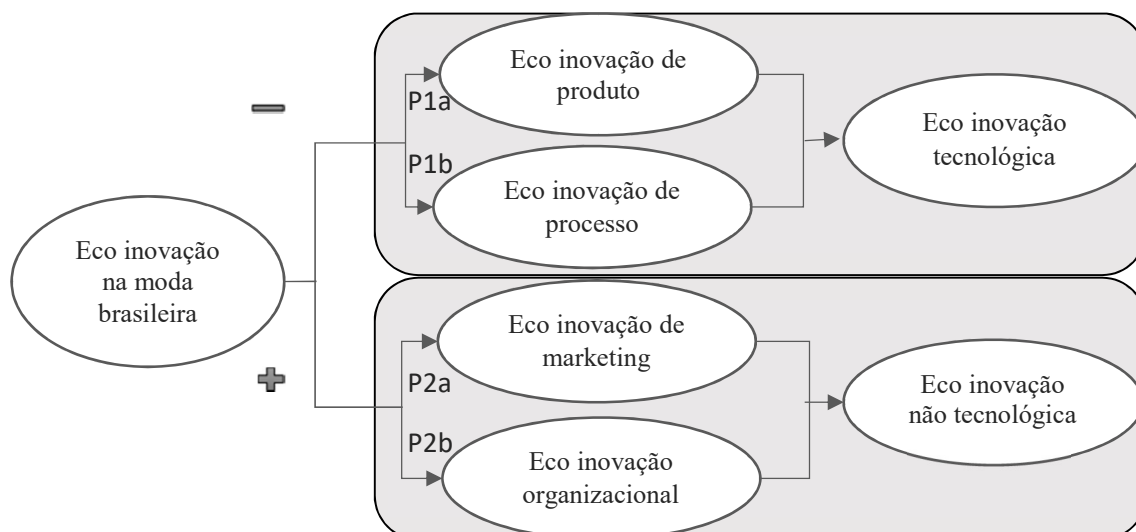 Eco inovação
na moda
brasileira
P1a
P1b
Eco inovação de
produto
Eco inovação de
processo
Eco inovação
tecnológica
P2a
P2b
Eco inovação de
marketing
Eco inovação
organizacional
Eco inovação
não tecnológica